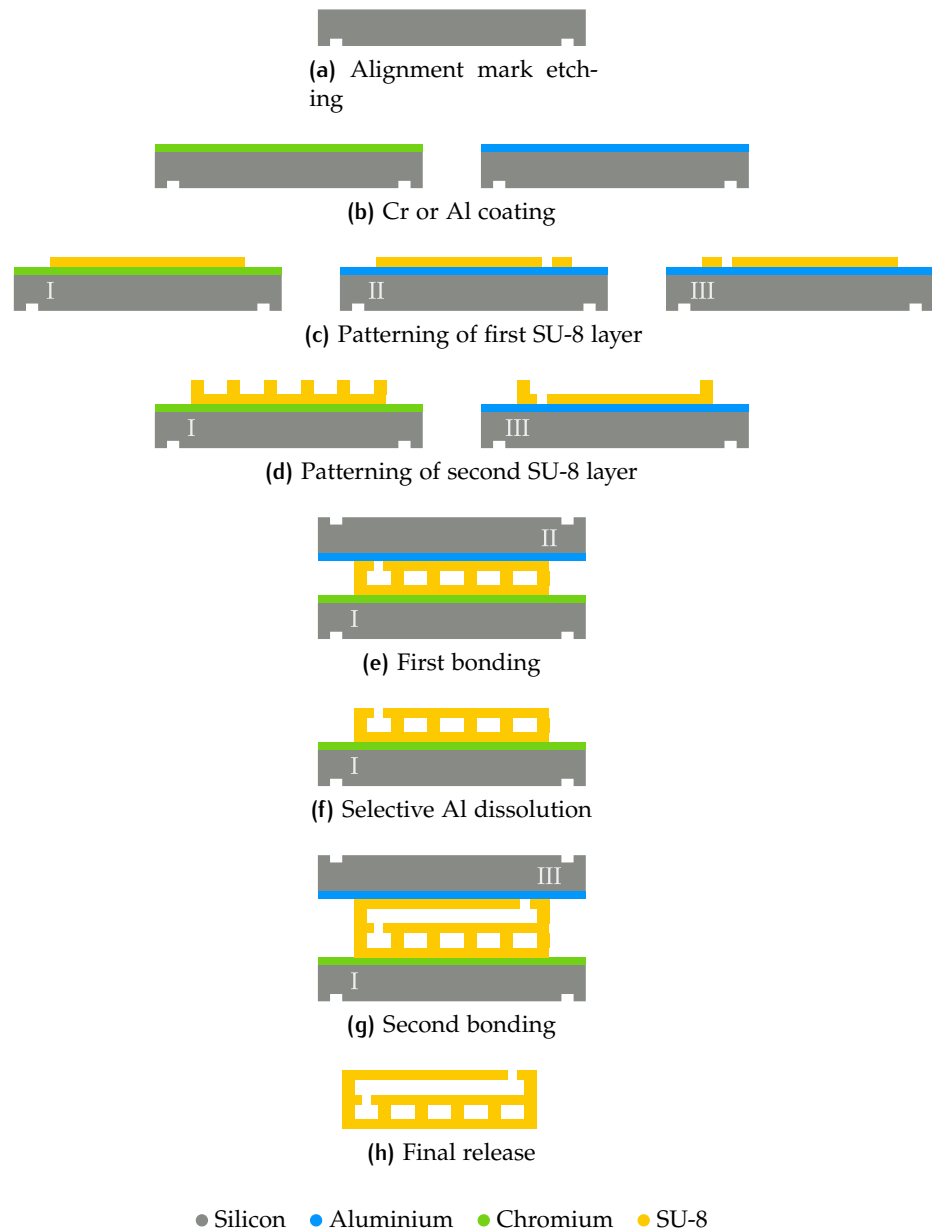 (a) Alignment mark etch-
ing
(b) Cr or Al coating
I
II
III
(c) Patterning of first SU-8 layer
I
III
(d) Patterning of second SU-8 layer
II
I
(e) First bonding
I
(f) Selective Al dissolution
III
I
(g) Second bonding
(h) Final release
Silicon Aluminium Chromium SU-8